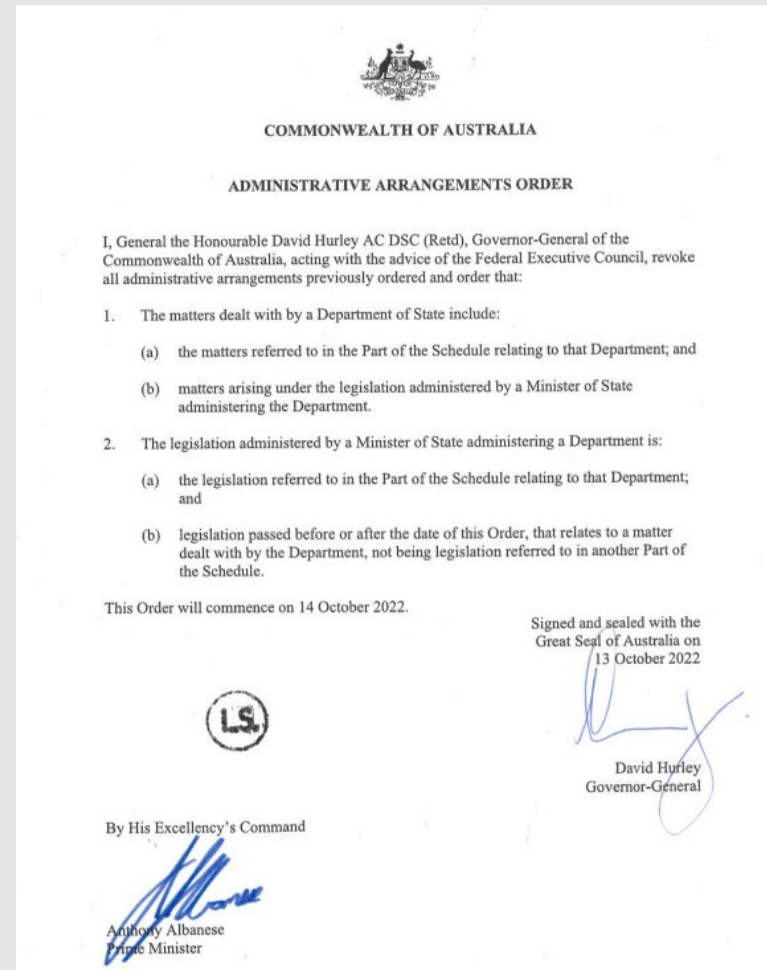 COMMONWEALTH OF AUSTRALIA
ADMINISTRATIVE ARRANGEMENTS ORDER
I, General the Honourable David Hurley AC DSC (Retd), Governor-General of the
Commonwealth of Australia, acting with the advice of the Federal Executive Council, revoke
all administrative arrangements previously ordered and order that:
1. The matters dealt with by a Department of State include:
(a) the matters referred to in the Part of the Schedule relating to that Department; and
(b) matters arising under the legislation administered by a Minister of State
administering the Department.
2. The legislation administered by a Minister of State administering a Department is:
(a) the legislation referred to in the Part of the Schedule relating to that Department;
and
(b) legislation passed before or after the date of this Order, that relates to a matter
dealt with by the Department, not being legislation referred to in another Part of
the Schedule.
This Order will commence on 14 October 2022.
Signed and sealed with the
Great Seal of Australia on
13 October 2022
L.S.
David Hurley
Governor-General
By His Excellency's Command
Anthony Albanese
Prime Minister